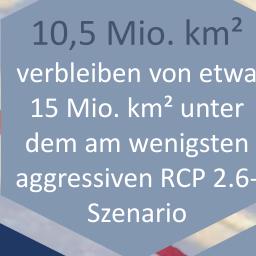 10,5 Mio. km²
verbleiben von etwa
15 Mio. km² unter
dem am wenigsten
aggressiven RCP 2.6-
Szenario